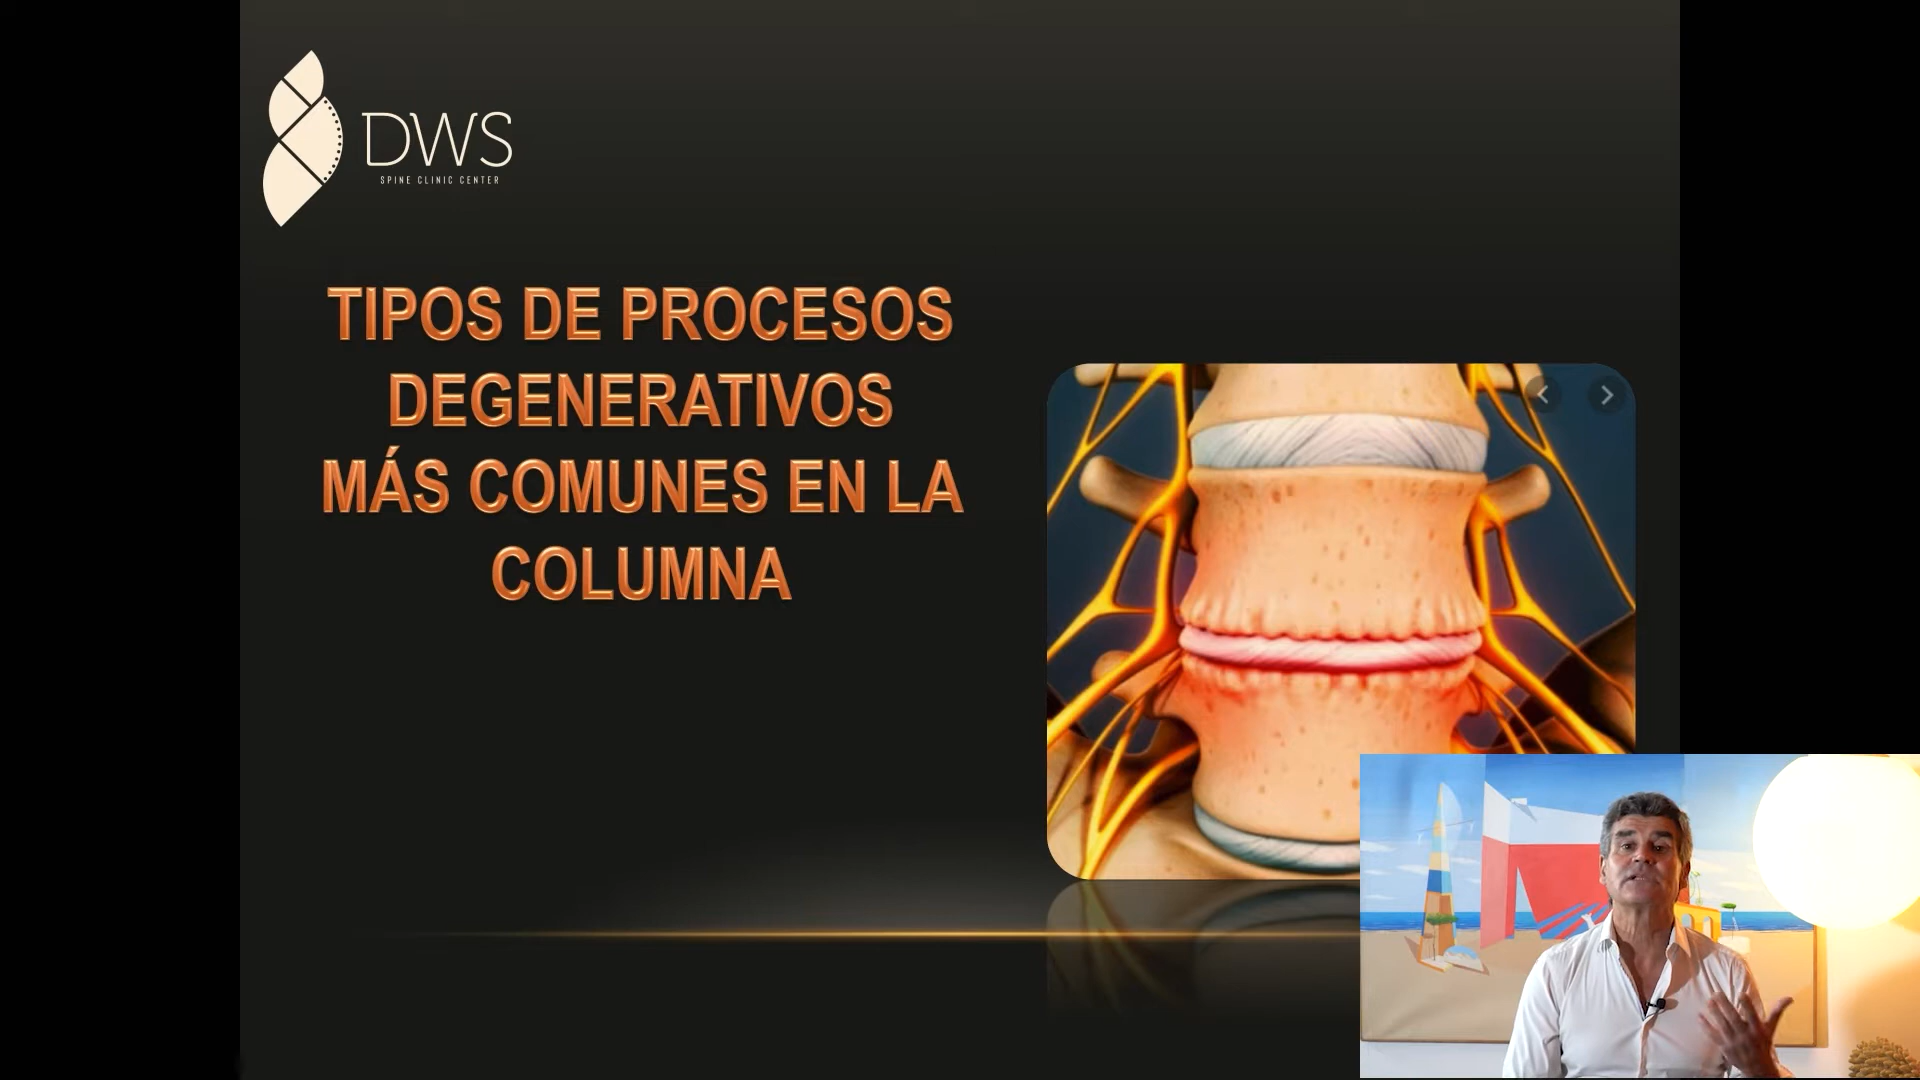 DWS
SPINE CLINIC CENTER
TIPOS DE PROCESOS
DEGENERATIVOS
MÁS COMUNES EN LA
COLUMNA